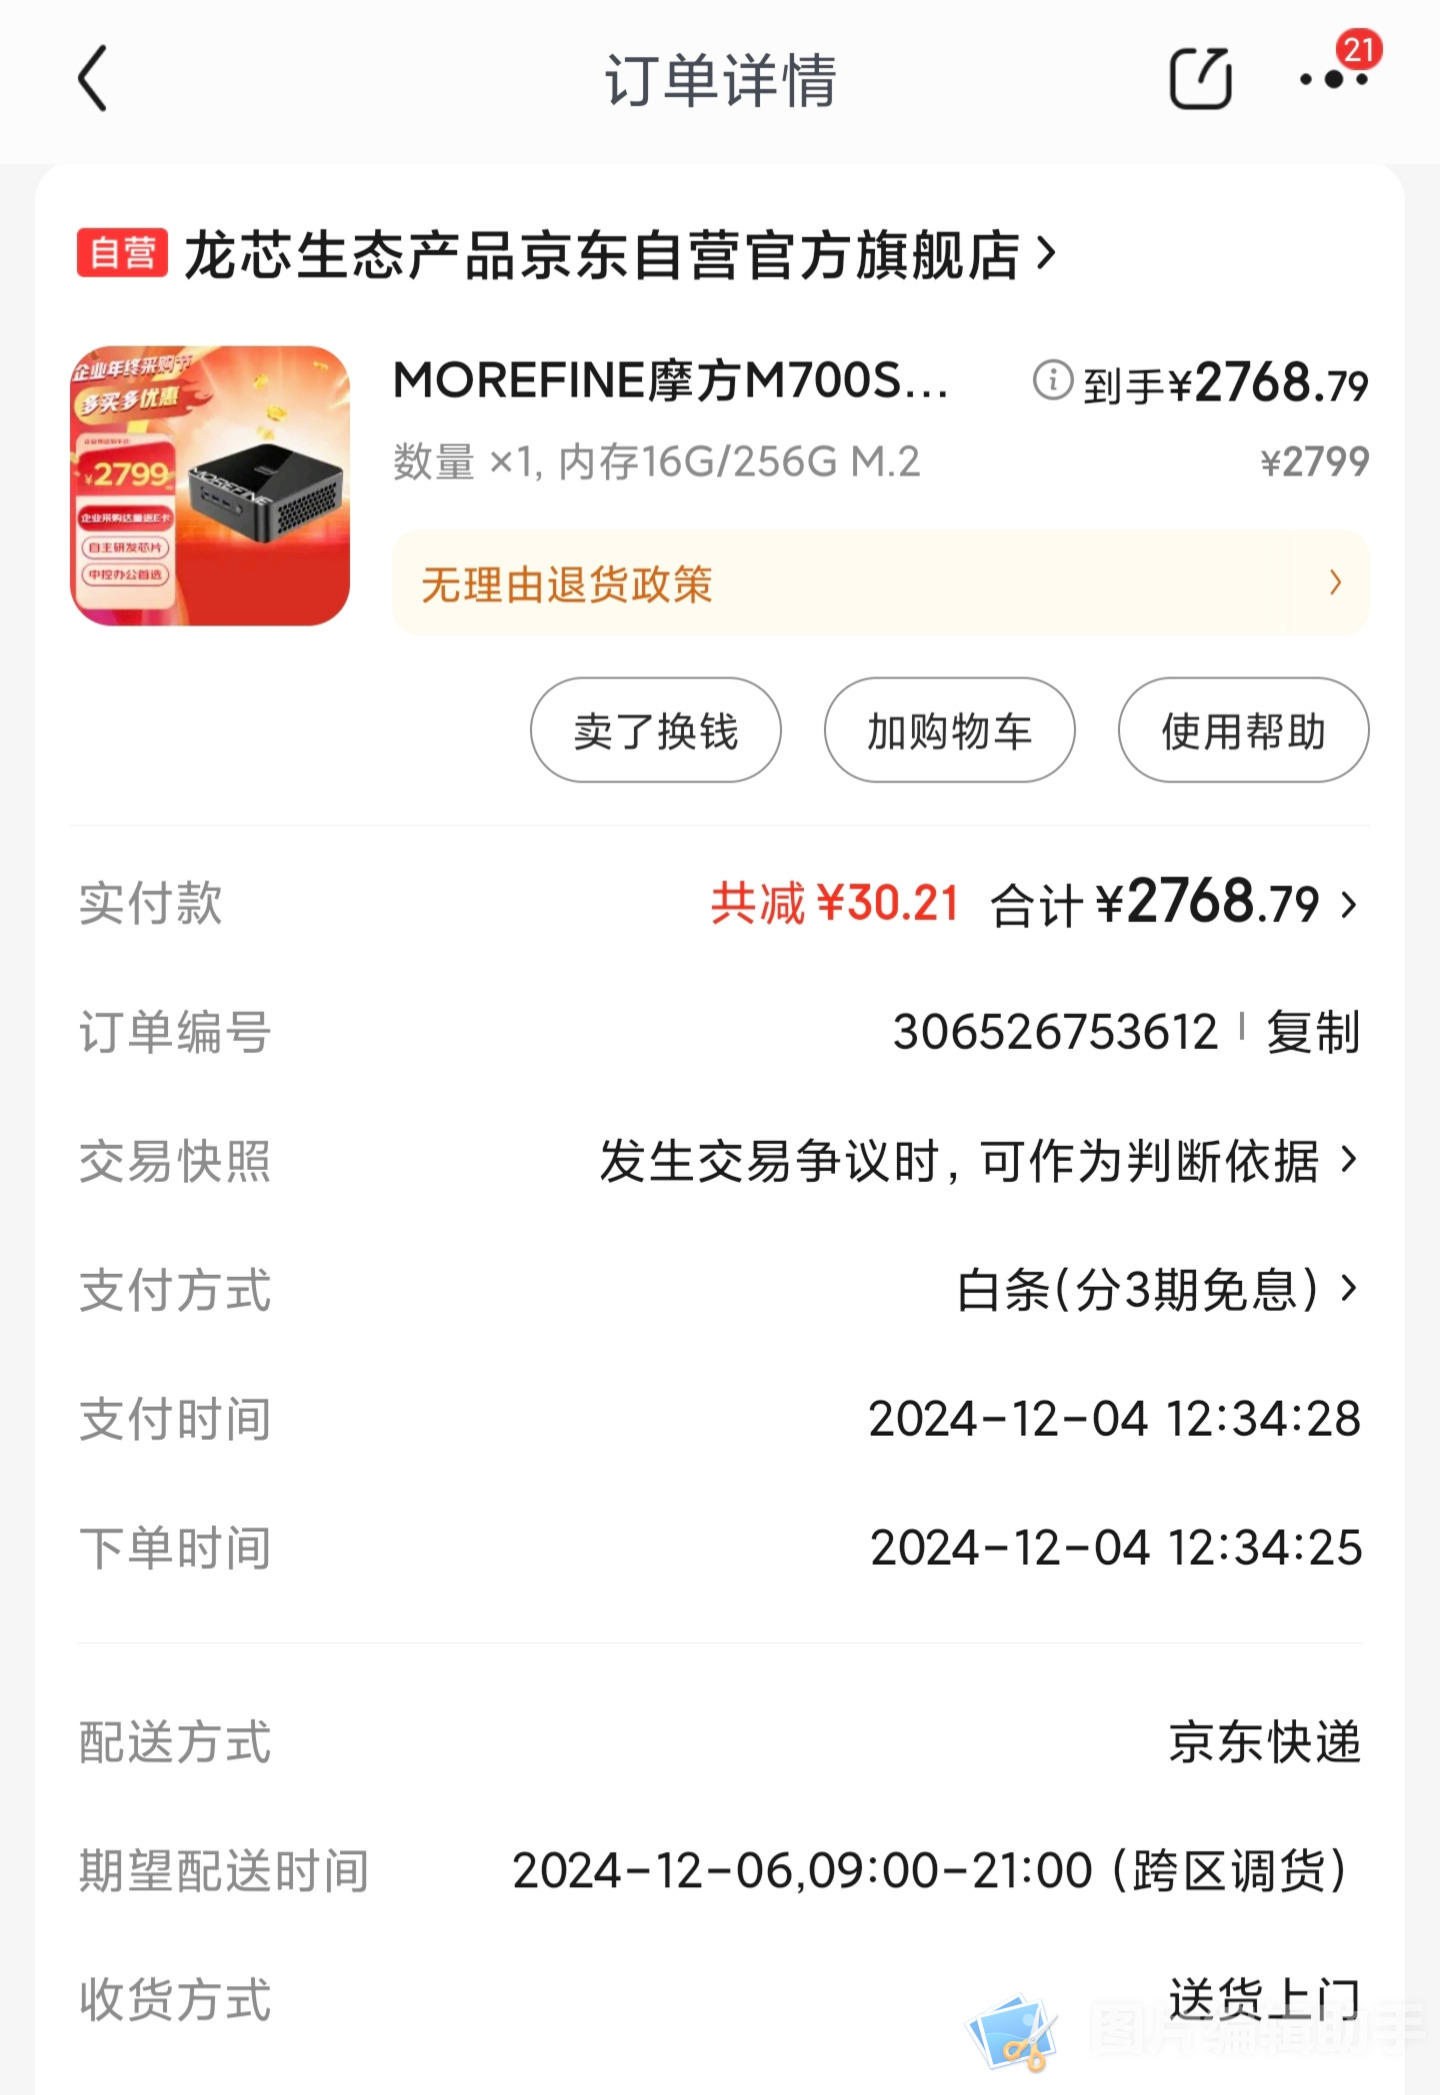 订单详情
21
自营 龙芯生态产品京东自营官方旗舰店
企业年终采购节
多买多优惠
¥2799
企业采购达量返E卡
自主研发芯片
中控办公首选
MOREFINE
MOREFINE摩方M700S... 到手¥2768.79
数量 ×1, 内存16G/256G M.2 ¥2799
无理由退货政策
卖了换钱 加购物车 使用帮助
实付款 共减 ¥30.21 合计 ¥2768.79
订单编号 306526753612 | 复制
交易快照 发生交易争议时, 可作为判断依据
支付方式 白条(分3期免息)
支付时间 2024-12-04 12:34:28
下单时间 2024-12-04 12:34:25
配送方式 京东快递
期望配送时间 2024-12-06,09:00-21:00 (跨区调货)
收货方式 送货上门
图片编辑助手